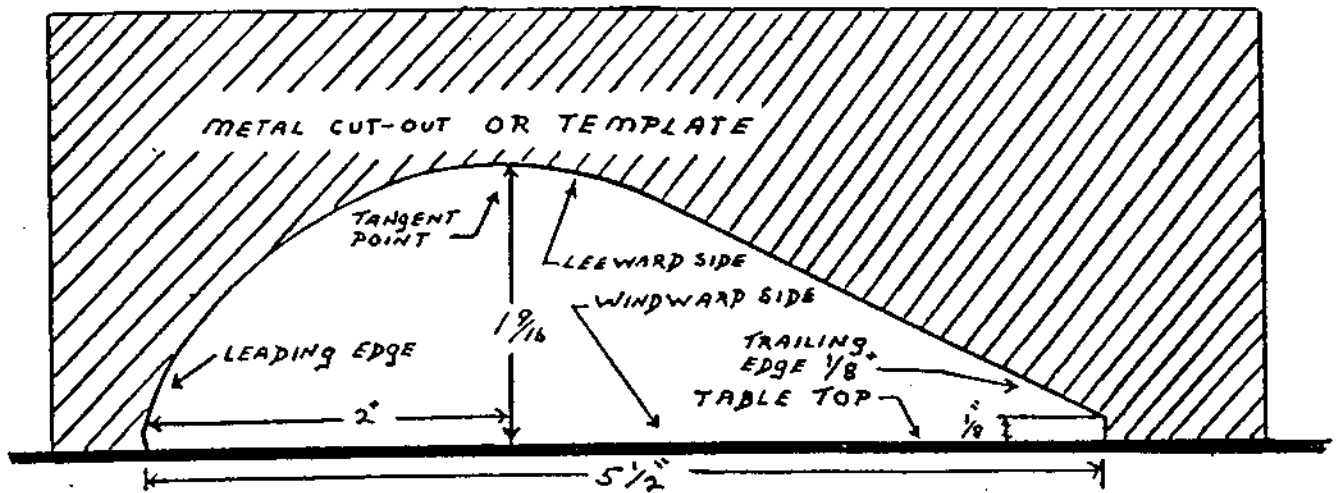 METAL CUT-OUT OR TEMPLATE
TANGENT
POINT
LEEWARD SIDE
WINDWARD SIDE
1 9/16
LEADING EDGE
TRAILING
EDGE 1/8"
2"
TABLE TOP
1/8"
5 1/2"